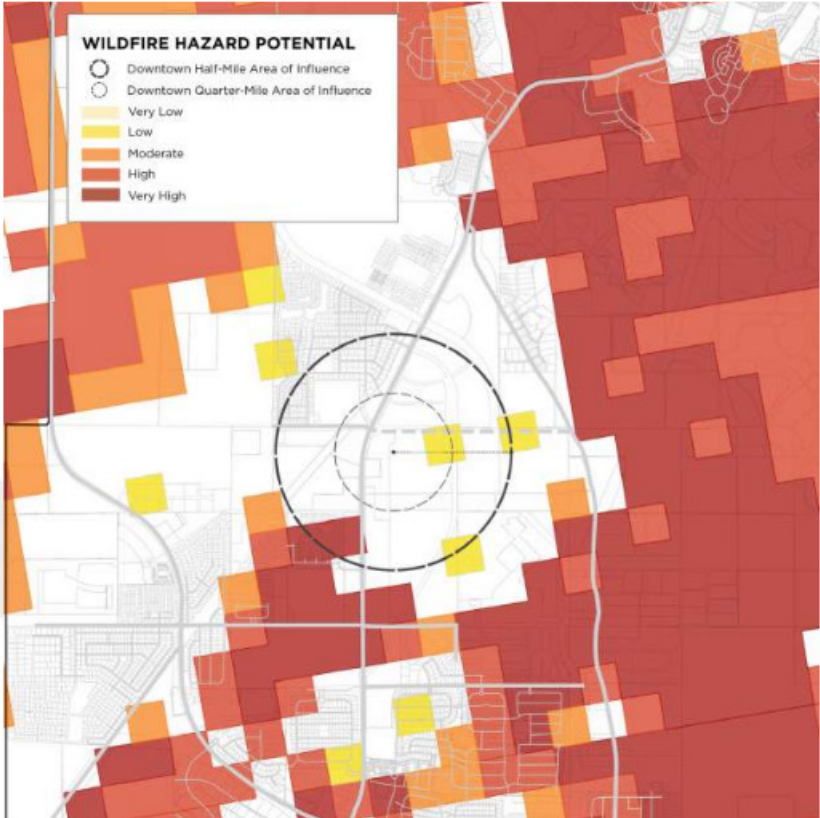 WILDFIRE HAZARD POTENTIAL
Downtown Half-Mile Area of Influence
Downtown Quarter-Mile Area of Influence
Very Low
Low
Moderate
High
Very High